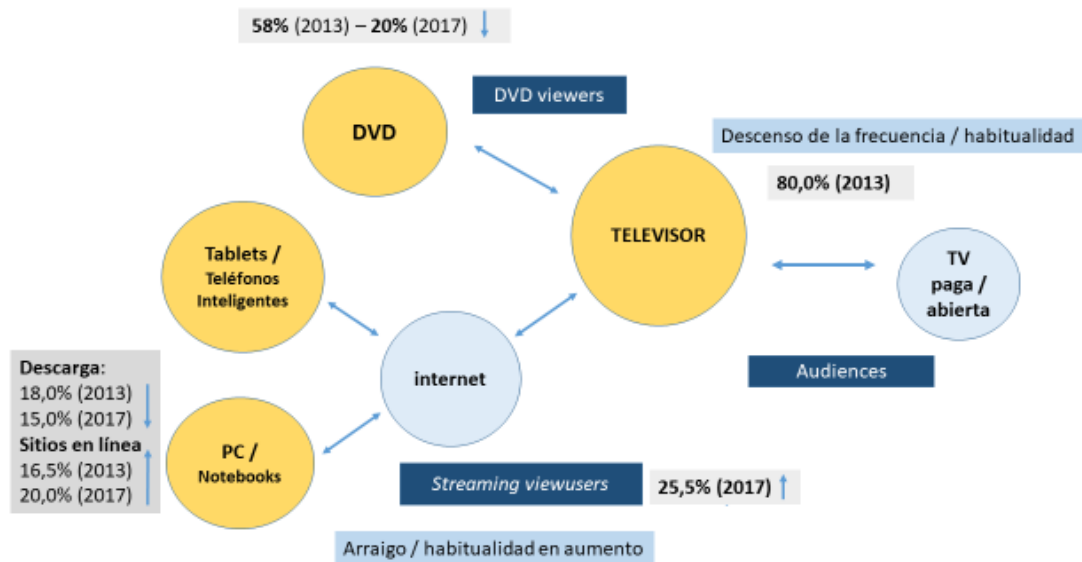 58% (2013) – 20% (2017)
DVD viewers
DVD
Descenso de la frecuencia / habitualidad
80,0% (2013)
TELEVISOR
TV
paga /
abierta
Tablets /
Teléfonos
Inteligentes
internet
Audiences
Descarga:
18,0% (2013)
15,0% (2017)
Sitios en línea
16,5% (2013)
20,0% (2017)
PC /
Notebooks
Streaming viewusers
25,5% (2017)
Arraigo / habitualidad en aumento